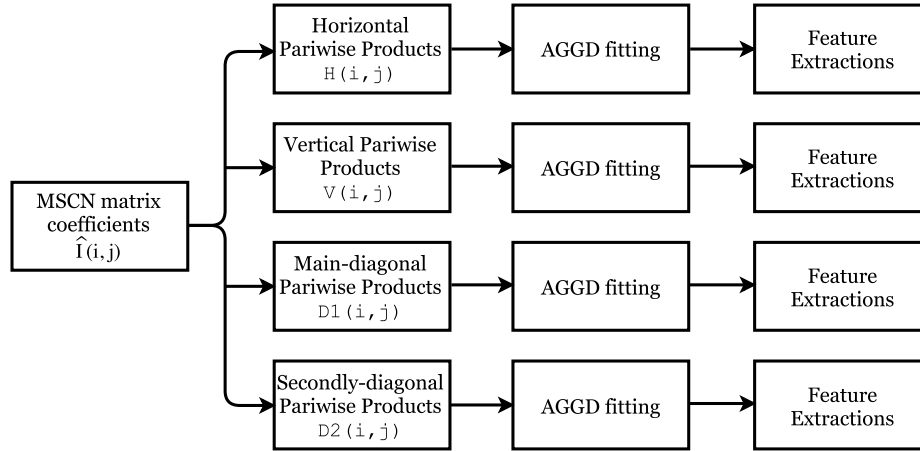 Horizontal
Pariwise Products
H(i,j)
AGGD fitting
Feature
Extractions
Vertical Pariwise
Products
V(i,j)
AGGD fitting
Feature
Extractions
MSCN matrix
coefficients
Î(i,j)
Main-diagonal
Pariwise Products
D1(i,j)
AGGD fitting
Feature
Extractions
Secondly-diagonal
Pariwise Products
D2(i,j)
AGGD fitting
Feature
Extractions